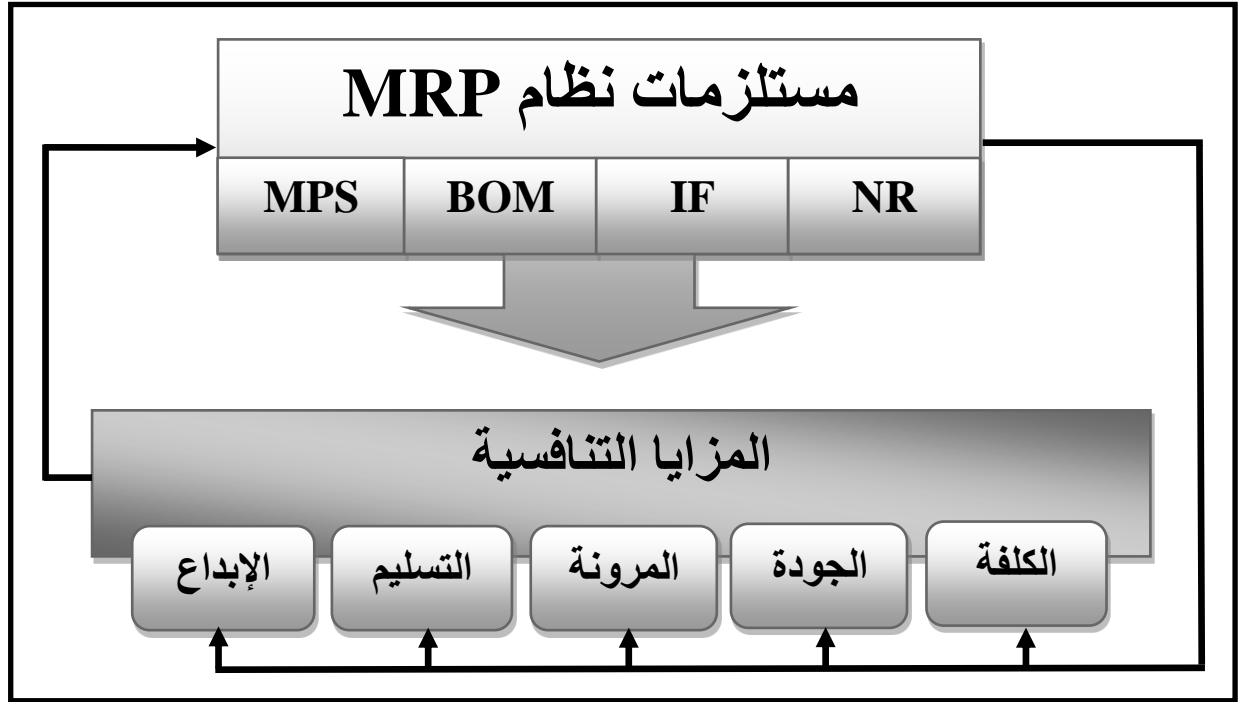 مستلزمات نظام MRP
MPS
BOM
IF
NR
المزايا التنافسية
الكلفة
الجودة
المرونة
التسليم
الإبداع